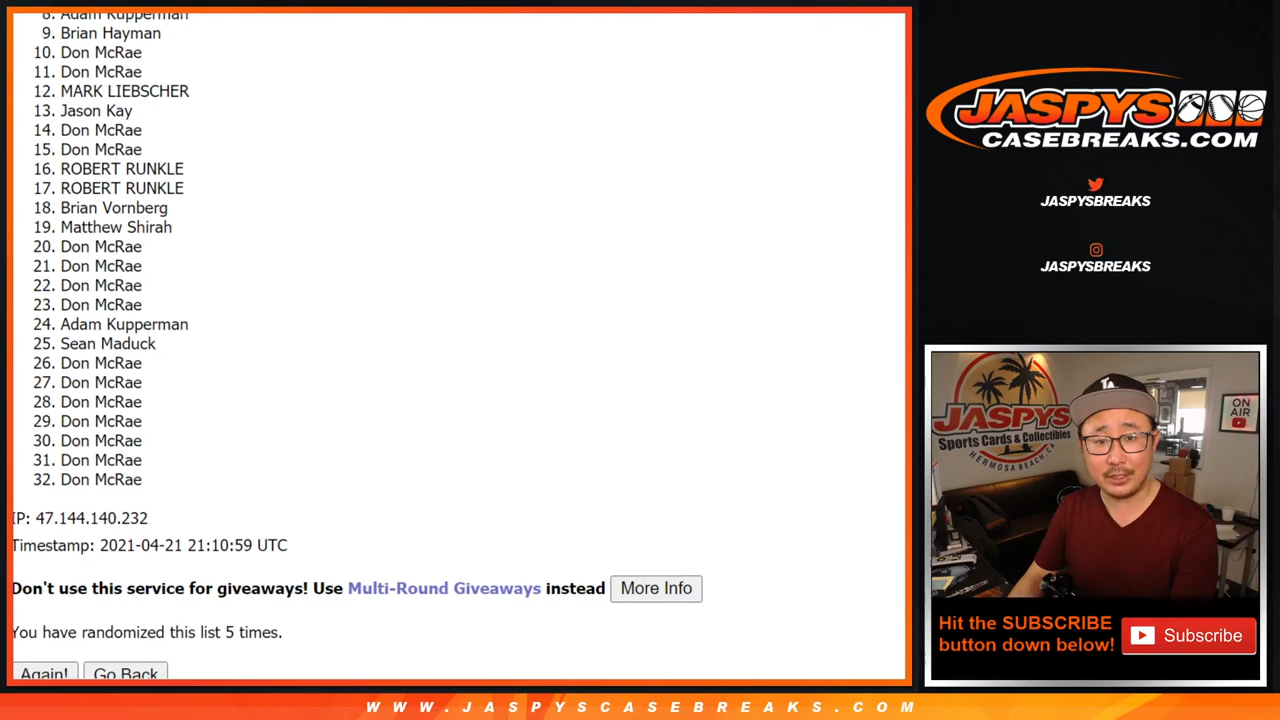 8. Adam Kupperman
9. Brian Hayman
10. Don McRae
11. Don McRae
12. MARK LIEBSCHER
13. Jason Kay
14. Don McRae
15. Don McRae
16. ROBERT RUNKLE
17. ROBERT RUNKLE
18. Brian Vornberg
19. Matthew Shirah
20. Don McRae
21. Don McRae
22. Don McRae
23. Don McRae
24. Adam Kupperman
25. Sean Maduck
26. Don McRae
27. Don McRae
28. Don McRae
29. Don McRae
30. Don McRae
31. Don McRae
32. Don McRae
IP: 47.144.140.232
Timestamp: 2021-04-21 21:10:59 UTC
Don't use this service for giveaways! Use Multi-Round Giveaways instead More Info
You have randomized this list 5 times.
Again! Go Back
JASPYS
CASEBREAKS.COM
JASPYSBREAKS
JASPYSBREAKS
JASPYS
Sports Cards & Collectibles
HERMOSA BEACH, CA
TA
ON
AIR
Hit the SUBSCRIBE
button down below!
Subscribe
WWW.JASPYSCASEBREAKS.COM